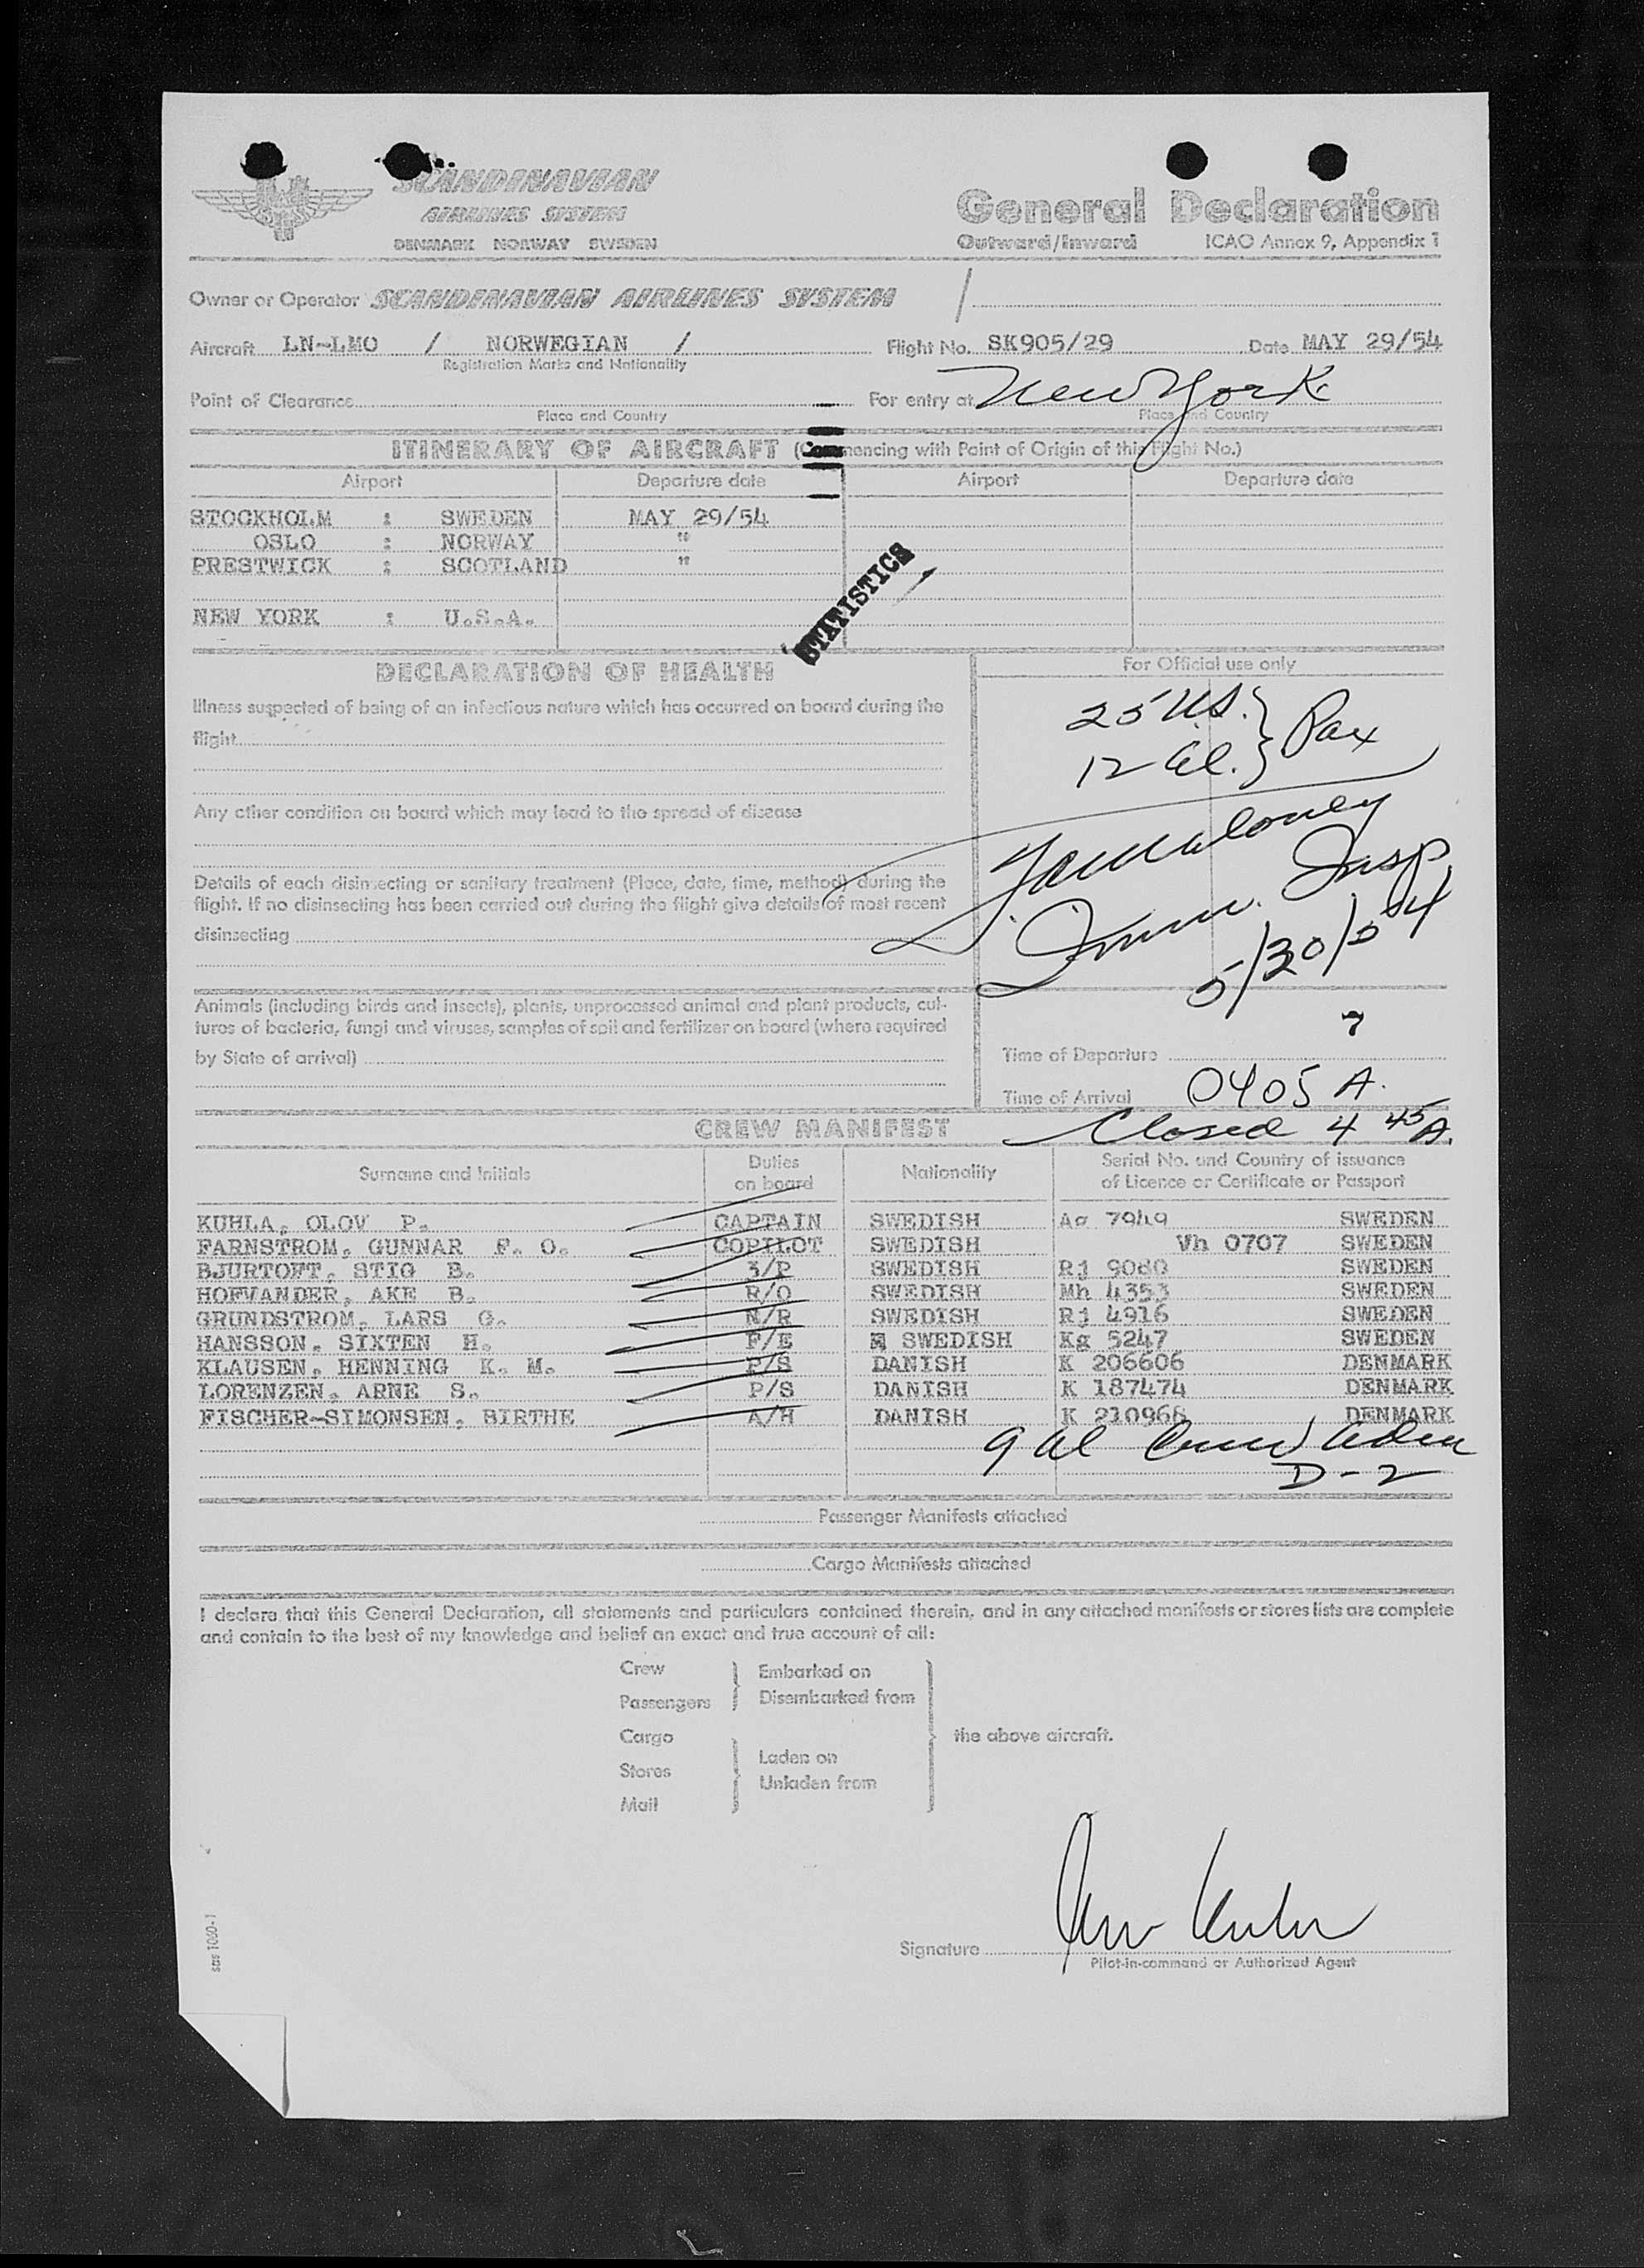 SCANDINAVIAN
AIRLINES SYSTEM
DENMARK NORWAY SWEDEN
General Declaration
Outward/Inward ICAO Annex 9, Appendix 1
Owner or Operator SCANDINAVIAN AIRLINES SYSTEM /
Aircraft LN-LMO / NORWEGIAN / Flight No. SK905/29 Date MAY 29/54
Registration Marks and Nationality
Point of Clearance For entry at New York
Place and Country Place and Country
ITINERARY OF AIRCRAFT (Commencing with Point of Origin of this Flight No.)
Airport Departure date Airport Departure date
STOCKHOLM : SWEDEN MAY 29/54
OSLO : NORWAY "
PRESTWICK : SCOTLAND "
NEW YORK : U.S.A.
STATISTICS
DECLARATION OF HEALTH
Illness suspected of being of an infectious nature which has occurred on board during the
flight
Any other condition on board which may lead to the spread of disease
Details of each disinsecting or sanitary treatment (Place, date, time, method) during the
flight. If no disinsecting has been carried out during the flight give details of most recent
disinsecting
Animals (including birds and insects), plants, unprocessed animal and plant products, cul-
tures of bacteria, fungi and viruses, samples of soil and fertilizer on board (where required
by State of arrival)
For Official use only
25 US. } Pax
12 Al. }
Maloney
Imm. Insp.
5/30/54
7
Time of Departure
Time of Arrival 0405 A.
Closed 4 45 A.
CREW MANIFEST
Surname and Initials Duties on board Nationality Serial No. and Country of issuance
of Licence or Certificate or Passport
KUHLA, OLOV P. CAPTAIN SWEDISH Ao 7949 SWEDEN
FARNSTROM, GUNNAR F. O. COPILOT SWEDISH Vh 0707 SWEDEN
BJURTOFT, STIG B. 3/P SWEDISH Rj 9080 SWEDEN
HOFVANDER, AKE B. R/O SWEDISH Mh 4353 SWEDEN
GRUNDSTROM, LARS G. N/R SWEDISH Rj 4916 SWEDEN
HANSSON, SIXTEN H. F/E SWEDISH Kg 5247 SWEDEN
KLAUSEN, HENNING K. M. P/S DANISH K 206606 DENMARK
LORENZEN, ARNE S. P/S DANISH K 187474 DENMARK
FISCHER-SIMONSEN, BIRTHE A/H DANISH K 210968 DENMARK
9 al Crew Adm
D-2
Passenger Manifests attached
Cargo Manifests attached
I declare that this General Declaration, all statements and particulars contained therein, and in any attached manifests or stores lists are complete
and contain to the best of my knowledge and belief an exact and true account of all:
Crew Embarked on
Passengers Disembarked from
Cargo the above aircraft.
Stores Laden on
Unladen from
Mail
Signature
Pilot-in-command or Authorized Agent
sas 1060-1